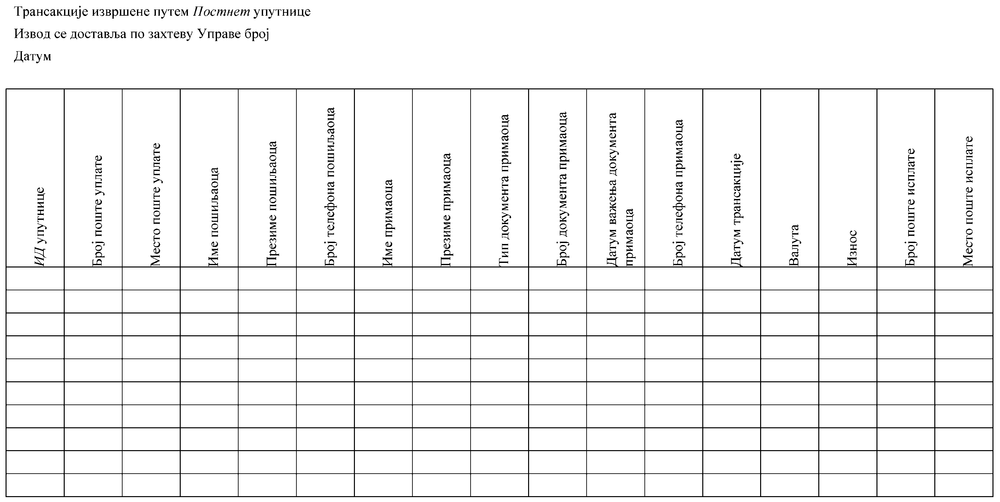 Трансакције извршене путем Постнет упутнице
Извод се доставља по захтеву Управе број
Датум
ИД упутнице
Број поште уплате
Место поште уплате
Име пошиљаоца
Презиме пошиљаоца
Број телефона пошиљаоца
Име примаоца
Презиме примаоца
Тип документа примаоца
Број документа примаоца
Датум важења документа
примаоца
Број телефона примаоца
Датум трансакције
Валута
Износ
Број поште исплате
Место поште исплате